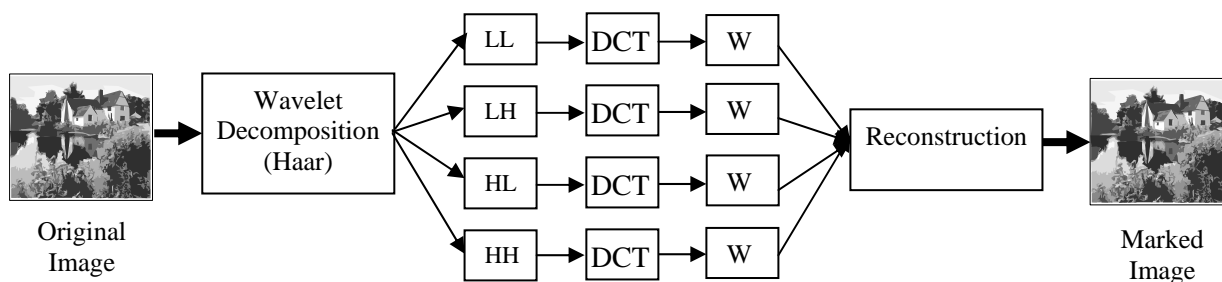 Original
Image
Wavelet
Decomposition
(Haar)
LL
DCT
W
LH
DCT
W
HL
DCT
W
HH
DCT
W
Reconstruction
Marked
Image